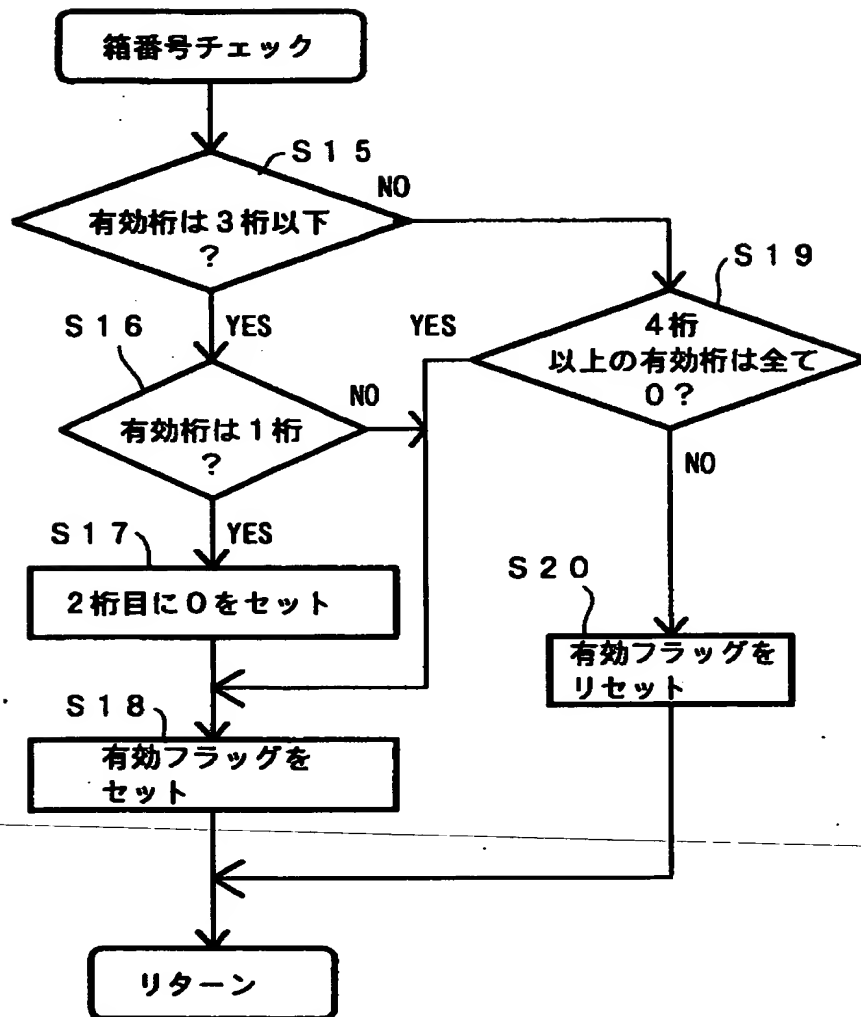 箱番号チェック
S15
NO
有効桁は3桁以下
?
S19
S16
YES
YES
4桁
以上の有効桁は全て
0?
NO
有効桁は1桁
?
NO
S17
YES
2桁目に0をセット
S20
有効フラッグを
リセット
S18
有効フラッグを
セット
リターン